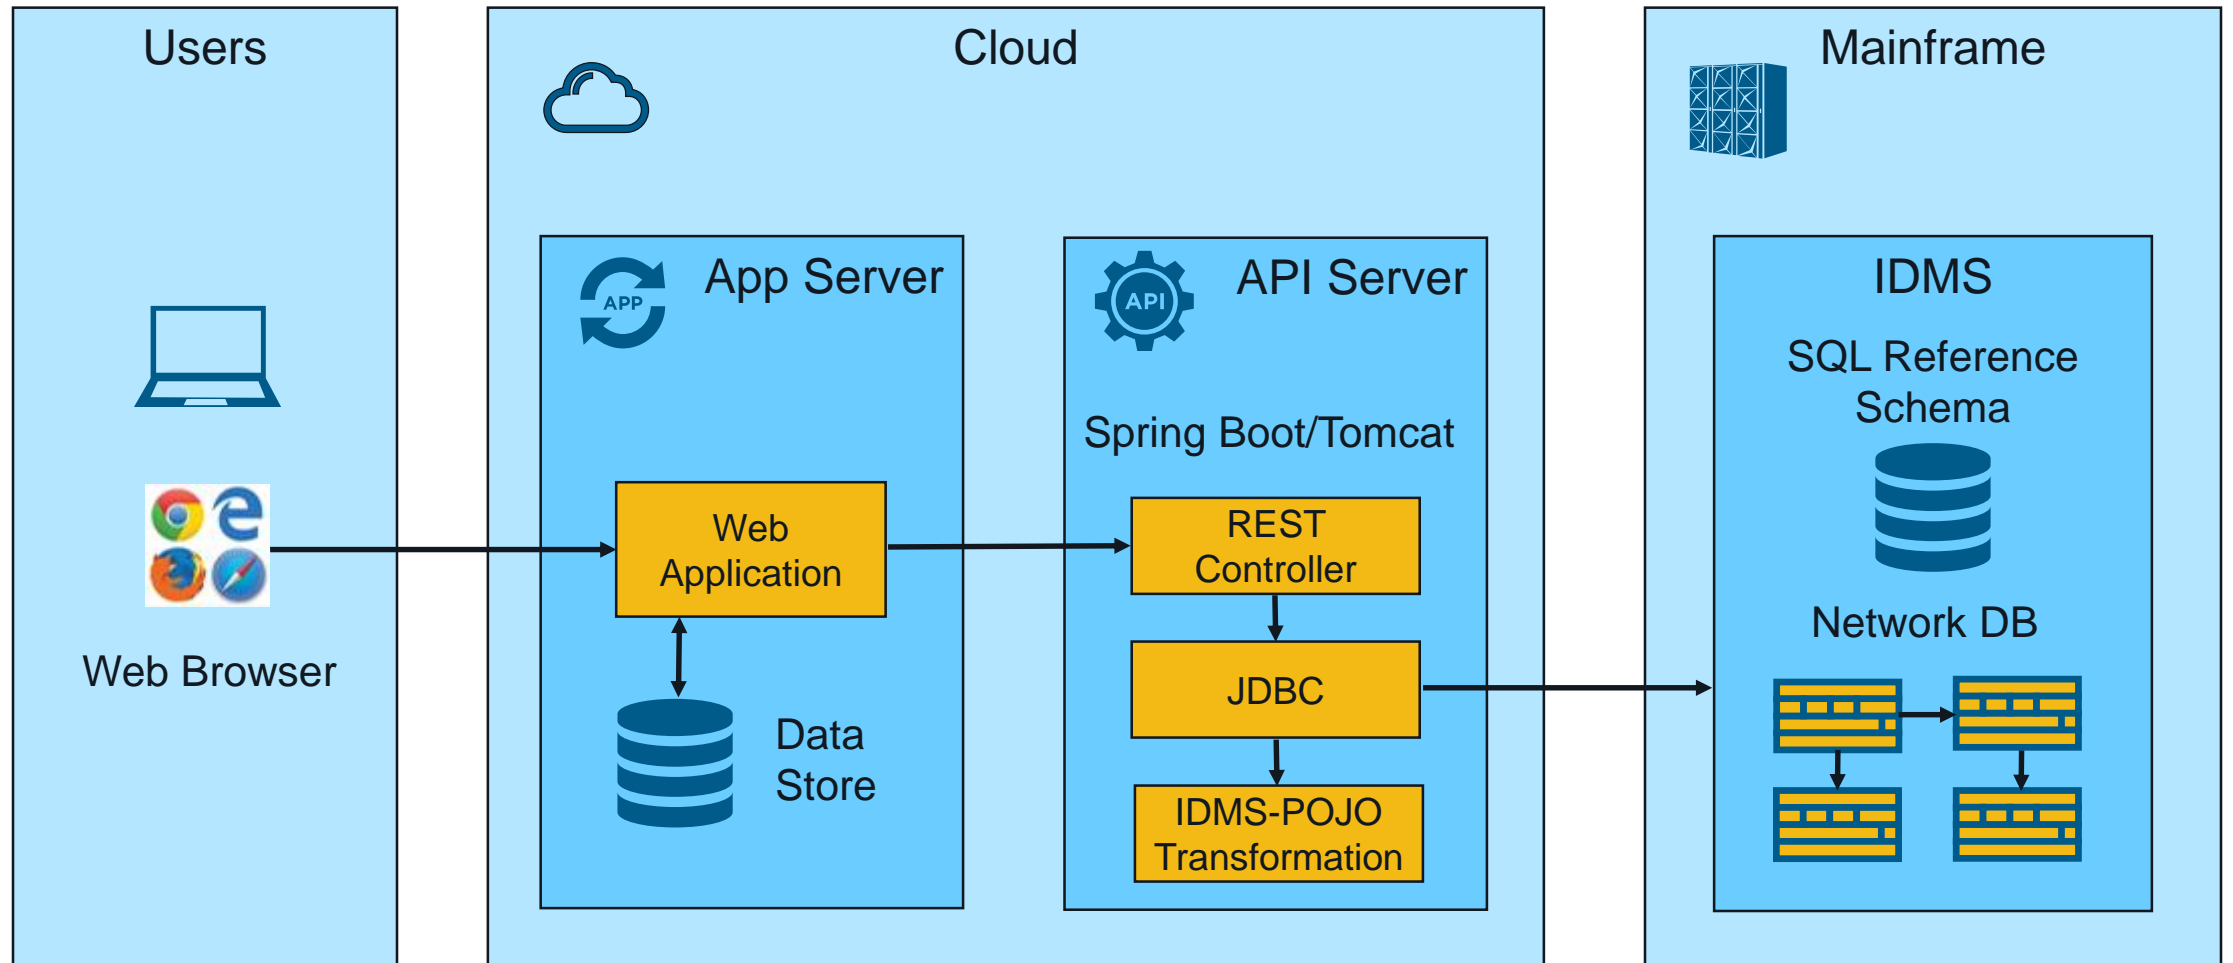 Users
Web Browser
Cloud
App Server
APP
Web
Application
Data
Store
API Server
API
Spring Boot/Tomcat
REST
Controller
JDBC
IDMS-POJO
Transformation
Mainframe
IDMS
SQL Reference
Schema
Network DB